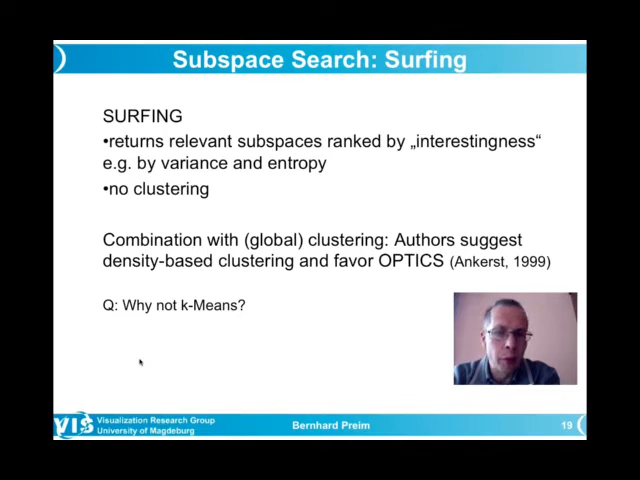 Subspace Search: Surfing
SURFING
•returns relevant subspaces ranked by „interestingness“
e.g. by variance and entropy
•no clustering
Combination with (global) clustering: Authors suggest
density-based clustering and favor OPTICS (Ankerst, 1999)
Q: Why not k-Means?
VIS
Visualization Research Group
University of Magdeburg
Bernhard Preim
19